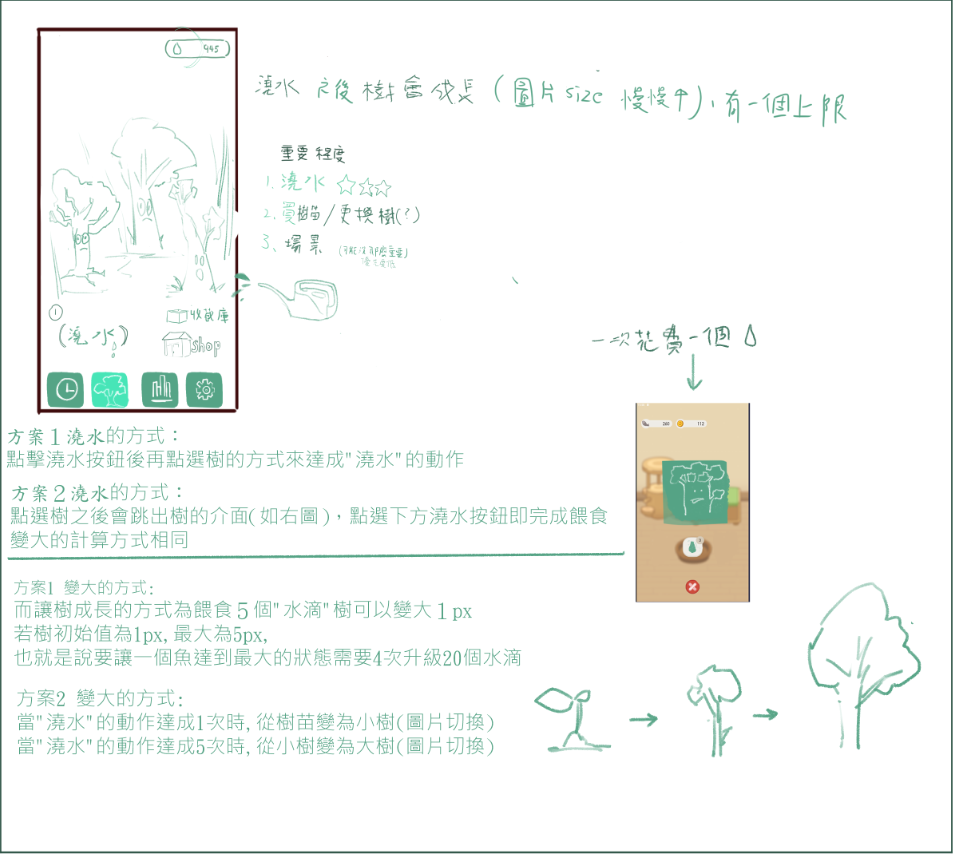 945
澆水 之後 樹會成長 (圖片 size 慢慢↑), 有一個上限
重要程度
1. 澆水 ☆☆☆
2. 買樹苗/更換樹(?)
3、場景
(可能沒那麼重要)
收藏庫
(澆水)
shop
一次花費一個
300 112
方案1澆水的方式：
點擊澆水按鈕後再點選樹的方式來達成"澆水"的動作
方案2澆水的方式：
點選樹之後會跳出樹的介面(如右圖)，點選下方澆水按鈕即完成餵食
變大的計算方式相同
方案1 變大的方式:
而讓樹成長的方式為餵食5個"水滴"樹可以變大1px
若樹初始值為1px, 最大為5px,
也就是說要讓一個魚達到最大的狀態需要4次升級20個水滴
方案2 變大的方式:
當"澆水"的動作達成1次時, 從樹苗變為小樹(圖片切換)
當"澆水"的動作達成5次時, 從小樹變為大樹(圖片切換)